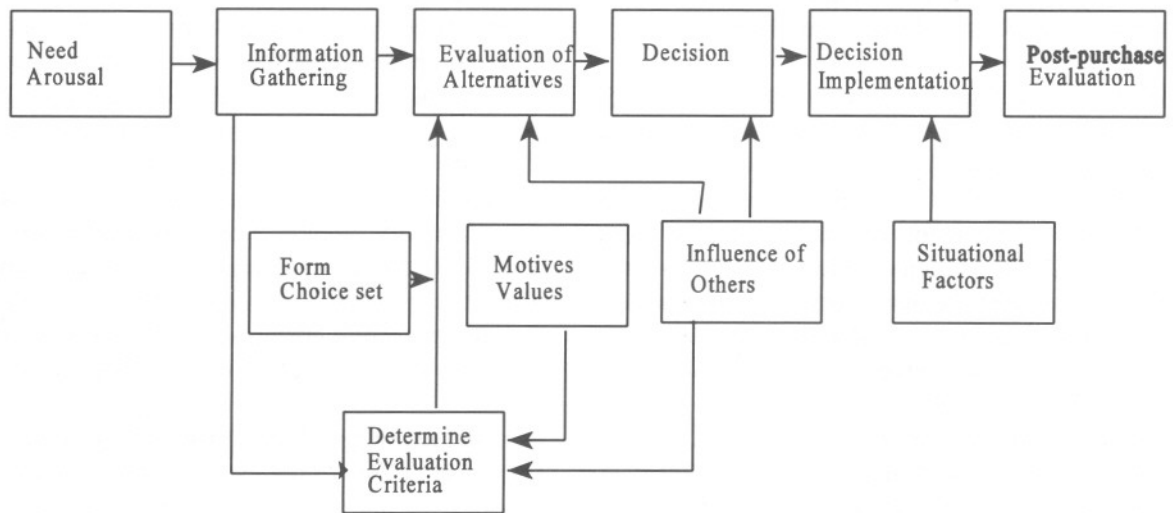 Need
Arousal
Information
Gathering
Evaluation of
Alternatives
Decision
Decision
Implementation
Post-purchase
Evaluation
Form
Choice set
Motives
Values
Influence of
Others
Situational
Factors
Determine
Evaluation
Criteria